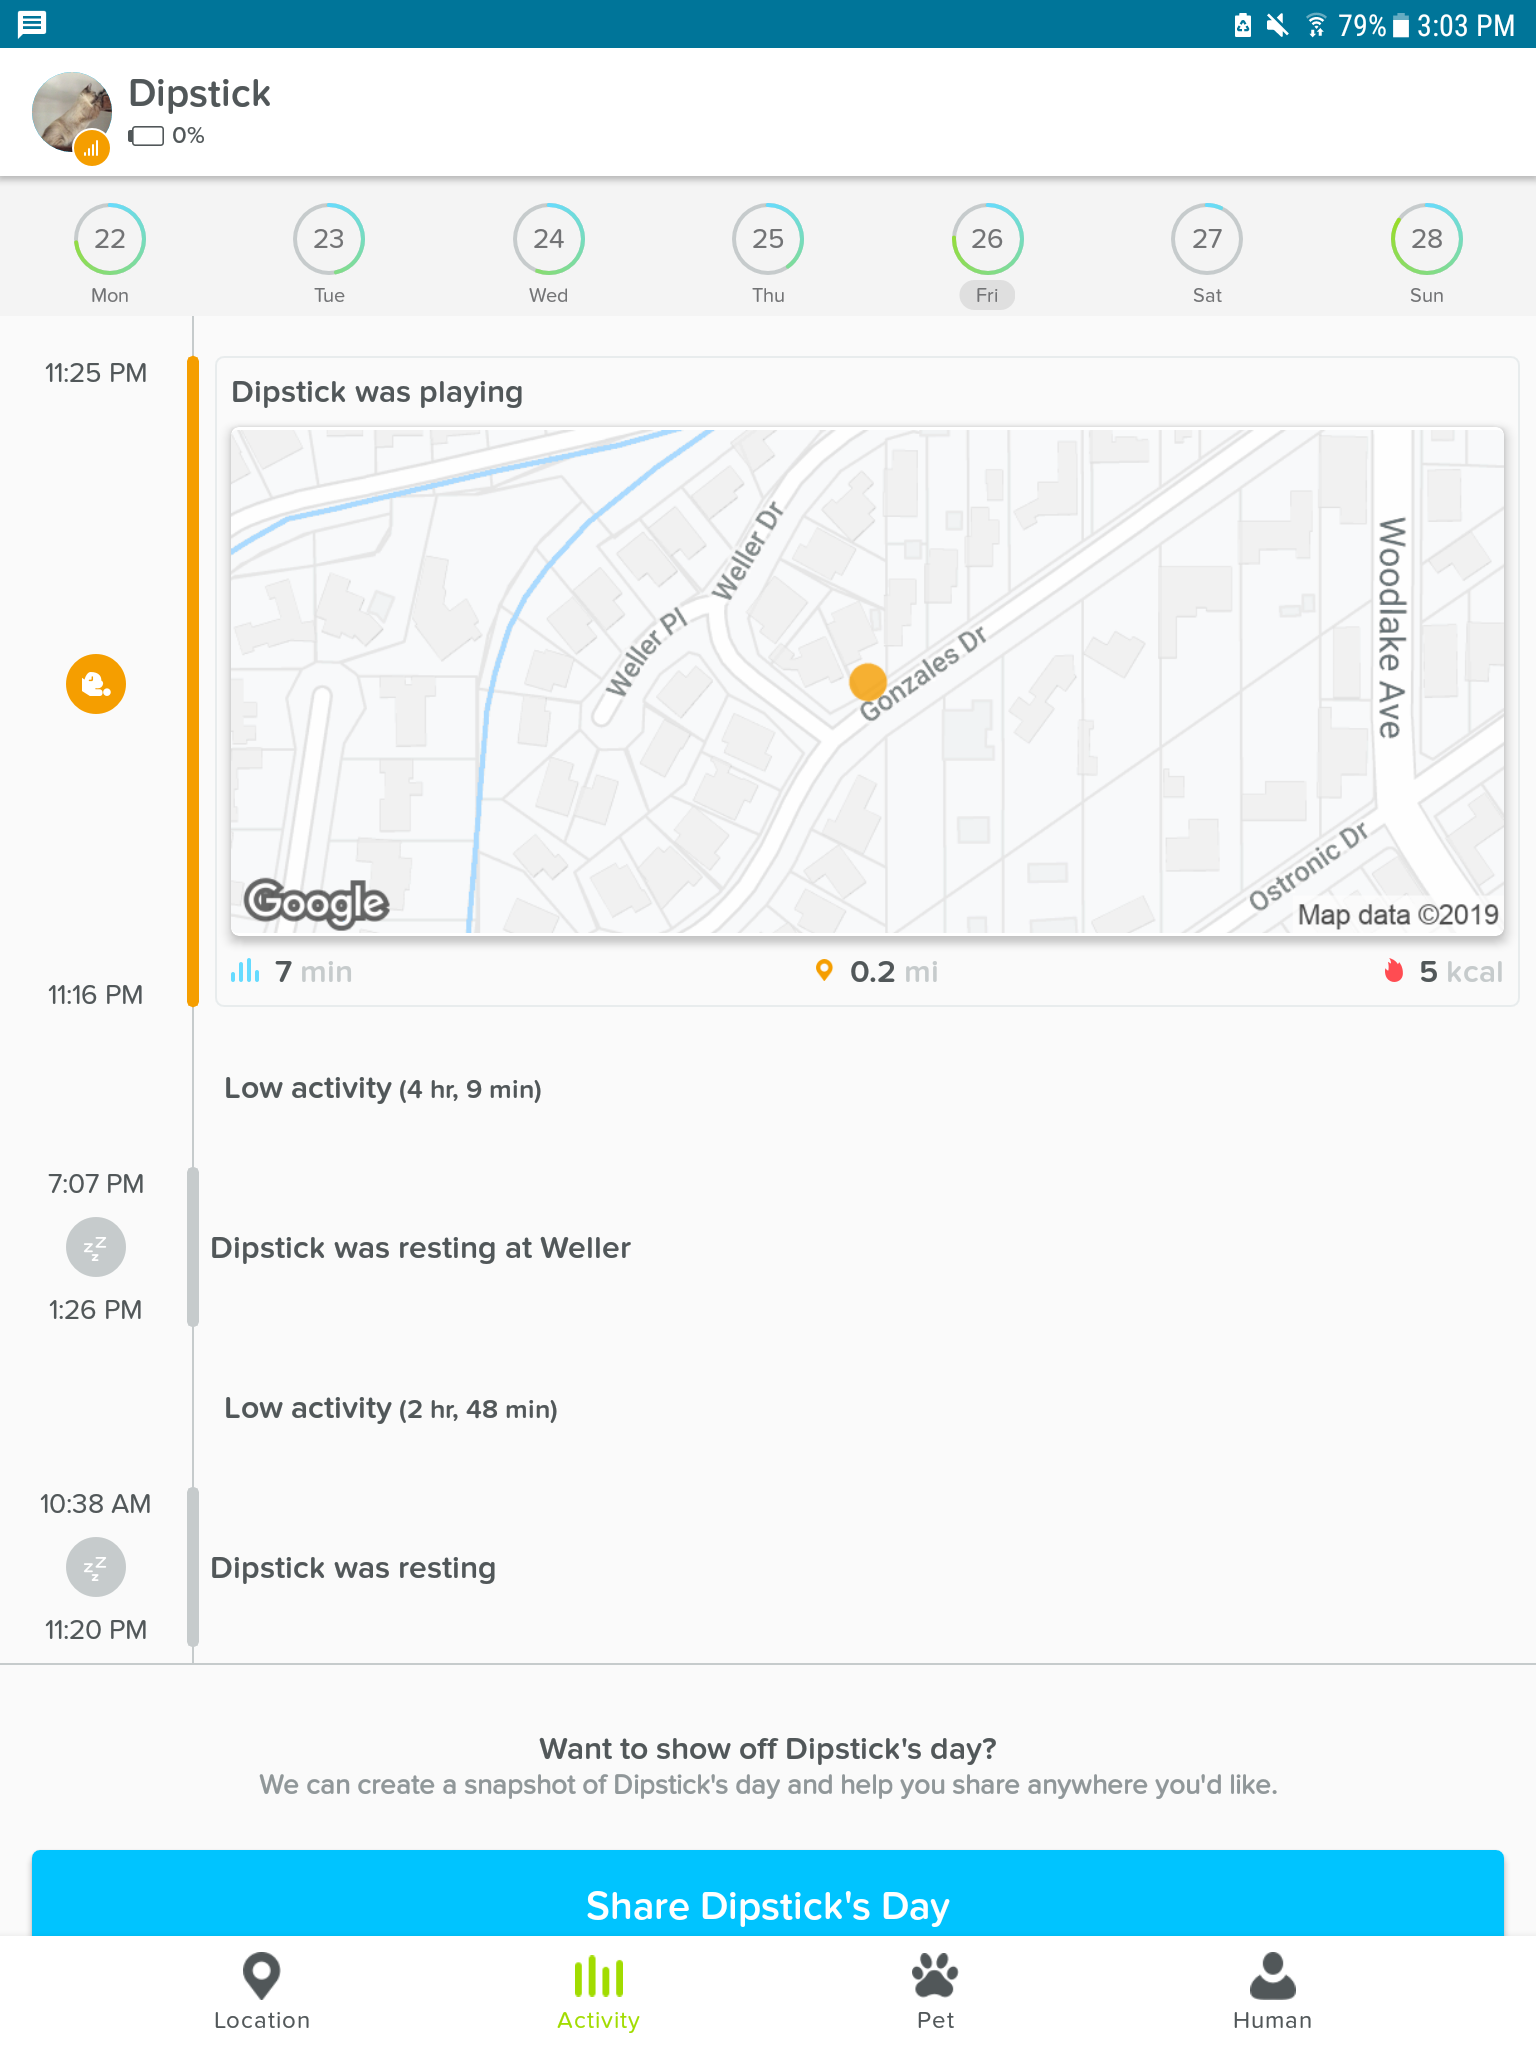 79% 3:03 PM
Dipstick
0%
22 23 24 25 26 27 28
Mon Tue Wed Thu Fri Sat Sun
11:25 PM
Dipstick was playing
Weller Dr
Weller Pl
Gonzales Dr
Woodlake Ave
Ostronic Dr
Google
Map data ©2019
7 min 0.2 mi 5 kcal
11:16 PM
Low activity (4 hr, 9 min)
7:07 PM
zzz
Dipstick was resting at Weller
1:26 PM
Low activity (2 hr, 48 min)
10:38 AM
zzz
Dipstick was resting
11:20 PM
Want to show off Dipstick's day?
We can create a snapshot of Dipstick's day and help you share anywhere you'd like.
Share Dipstick's Day
Location Activity Pet Human